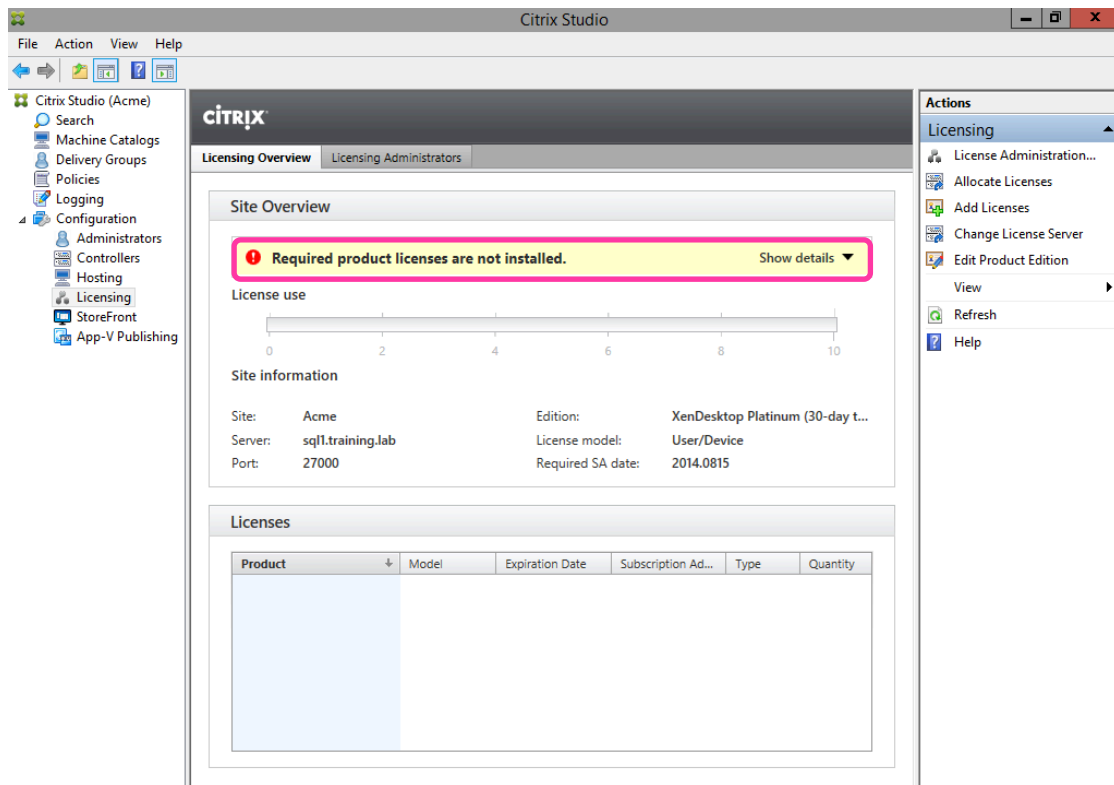 Citrix Studio
File Action View Help
Citrix Studio (Acme)
Search
Machine Catalogs
Delivery Groups
Policies
Logging
Configuration
Administrators
Controllers
Hosting
Licensing
StoreFront
App-V Publishing
CITRIX
Licensing Overview Licensing Administrators
Site Overview
Required product licenses are not installed. Show details
License use
0 2 4 6 8 10
Site information
Site: Acme Edition: XenDesktop Platinum (30-day t...
Server: sql1.training.lab License model: User/Device
Port: 27000 Required SA date: 2014.0815
Licenses
Product Model Expiration Date Subscription Ad... Type Quantity
Actions
Licensing
License Administration...
Allocate Licenses
Add Licenses
Change License Server
Edit Product Edition
View
Refresh
Help